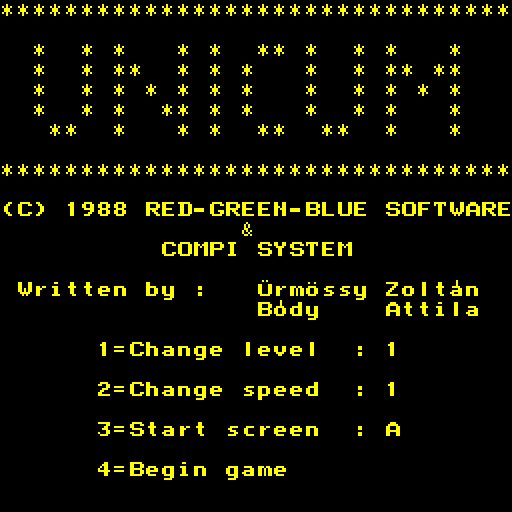 UNICUM
(C) 1988 RED-GREEN-BLUE SOFTWARE
&
COMPI SYSTEM
Written by : Ürmössy Zoltán
Bódy Attila
1=Change level : 1
2=Change speed : 1
3=Start screen : A
4=Begin game